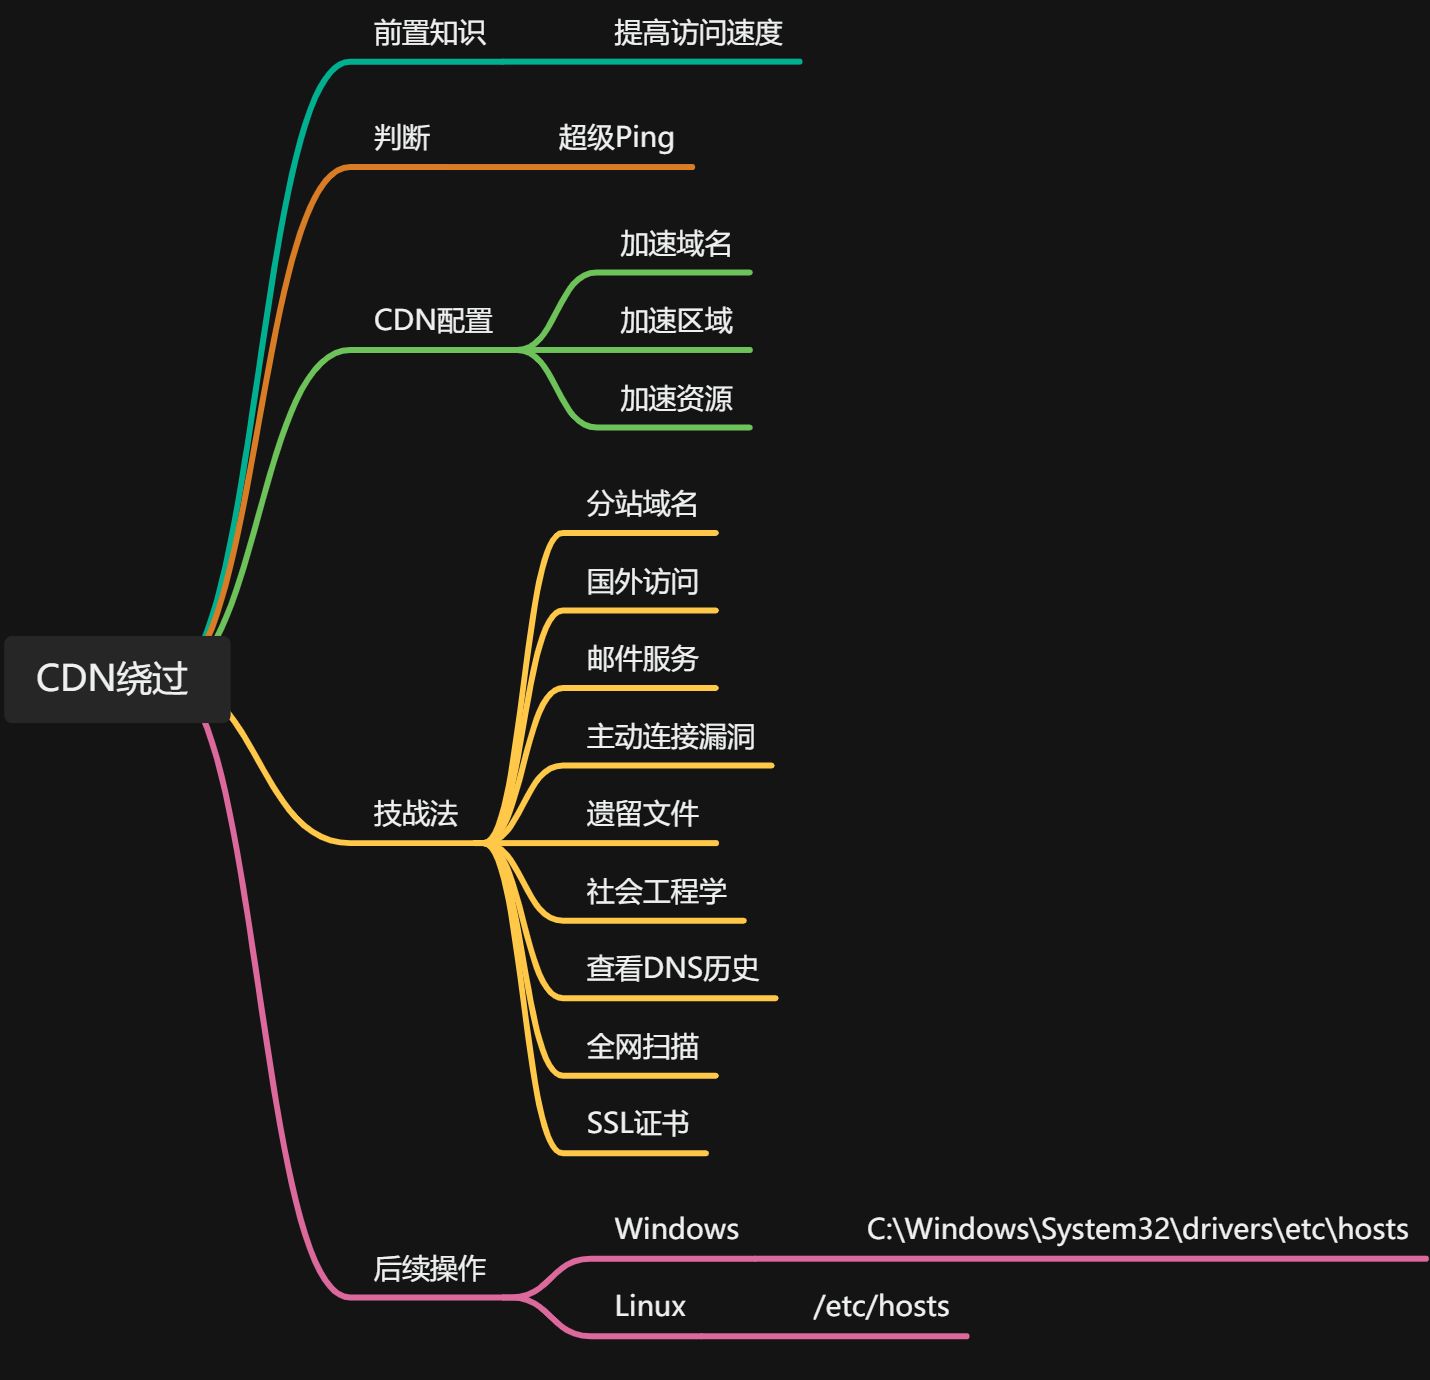 前置知识
提高访问速度
判断
超级Ping
CDN配置
加速域名
加速区域
加速资源
CDN绕过
技战法
分站域名
国外访问
邮件服务
主动连接漏洞
遗留文件
社会工程学
查看DNS历史
全网扫描
SSL证书
后续操作
Windows
C:\Windows\System32\drivers\etc\hosts
Linux
/etc/hosts